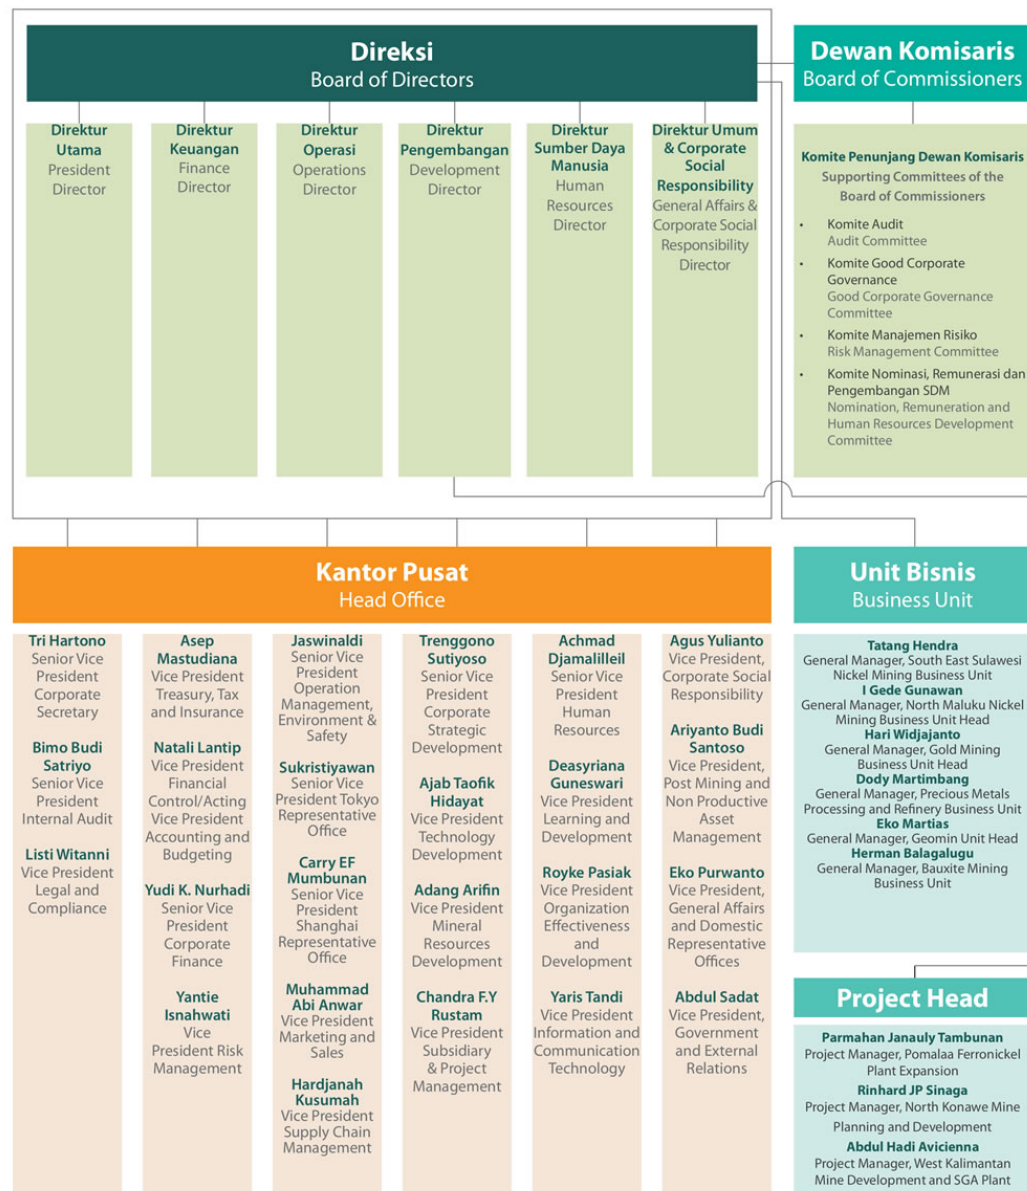 Direksi
Board of Directors
Dewan Komisaris
Board of Commissioners
Direktur
Utama
President
Director
Direktur
Keuangan
Finance
Director
Direktur
Operasi
Operations
Director
Direktur
Pengembangan
Development
Director
Direktur
Sumber Daya
Manusia
Human
Resources
Director
Direktur Umum
& Corporate
Social
Responsibility
General Affairs &
Corporate Social
Responsibility
Director
Komite Penunjang Dewan Komisaris
Supporting Committees of the
Board of Commissioners
• Komite Audit
Audit Committee
• Komite Good Corporate
Governance
Good Corporate Governance
Committee
• Komite Manajemen Risiko
Risk Management Committee
• Komite Nominasi, Remunerasi dan
Pengembangan SDM
Nomination, Remuneration and
Human Resources Development
Committee
Kantor Pusat
Head Office
Tri Hartono
Senior Vice
President
Corporate
Secretary
Bimo Budi
Satriyo
Senior Vice
President
Internal Audit
Listi Witanni
Vice President
Legal and
Compliance
Asep
Mastudiana
Vice President
Treasury, Tax
and Insurance
Natali Lantip
Vice President
Financial
Control/Acting
Vice President
Accounting and
Budgeting
Yudi K. Nurhadi
Senior Vice
President
Corporate
Finance
Yantie
Isnahwati
Vice
President Risk
Management
Jaswinaldi
Senior Vice
President
Operation
Management,
Environment &
Safety
Sukristiyawan
Senior Vice
President Tokyo
Representative
Office
Carry EF
Mumbunan
Senior Vice
President
Shanghai
Representative
Office
Muhammad
Abi Anwar
Vice President
Marketing and
Sales
Hardjanah
Kusumah
Vice President
Supply Chain
Management
Trenggono
Sutiyoso
Senior Vice
President
Corporate
Strategic
Development
Ajab Taofik
Hidayat
Vice President
Technology
Development
Adang Arifin
Vice President
Mineral
Resources
Development
Chandra F.Y
Rustam
Vice President
Subsidiary
& Project
Management
Achmad
Djamalilleil
Senior Vice
President
Human
Resources
Deasyriana
Guneswari
Vice President
Learning and
Development
Royke Pasiak
Vice President
Organization
Effectiveness
and
Development
Yaris Tandi
Vice President
Information and
Communication
Technology
Agus Yulianto
Vice President,
Corporate Social
Responsibility
Ariyanto Budi
Santoso
Vice President,
Post Mining and
Non Productive
Asset
Management
Eko Purwanto
Vice President,
General Affairs
and Domestic
Representative
Offices
Abdul Sadat
Vice President,
Government
and External
Relations
Unit Bisnis
Business Unit
Tatang Hendra
General Manager, South East Sulawesi
Nickel Mining Business Unit
I Gede Gunawan
General Manager, North Maluku Nickel
Mining Business Unit Head
Hari Widjajanto
General Manager, Gold Mining
Business Unit Head
Dody Martimbang
General Manager, Precious Metals
Processing and Refinery Business Unit
Eko Martias
General Manager, Geomin Unit Head
Herman Balagalugu
General Manager, Bauxite Mining
Business Unit
Project Head
Parmahan Janauly Tambunan
Project Manager, Pomalaa Ferronickel
Plant Expansion
Rinhard JP Sinaga
Project Manager, North Konawe Mine
Planning and Development
Abdul Hadi Avicienna
Project Manager, West Kalimantan
Mine Development and SGA Plant